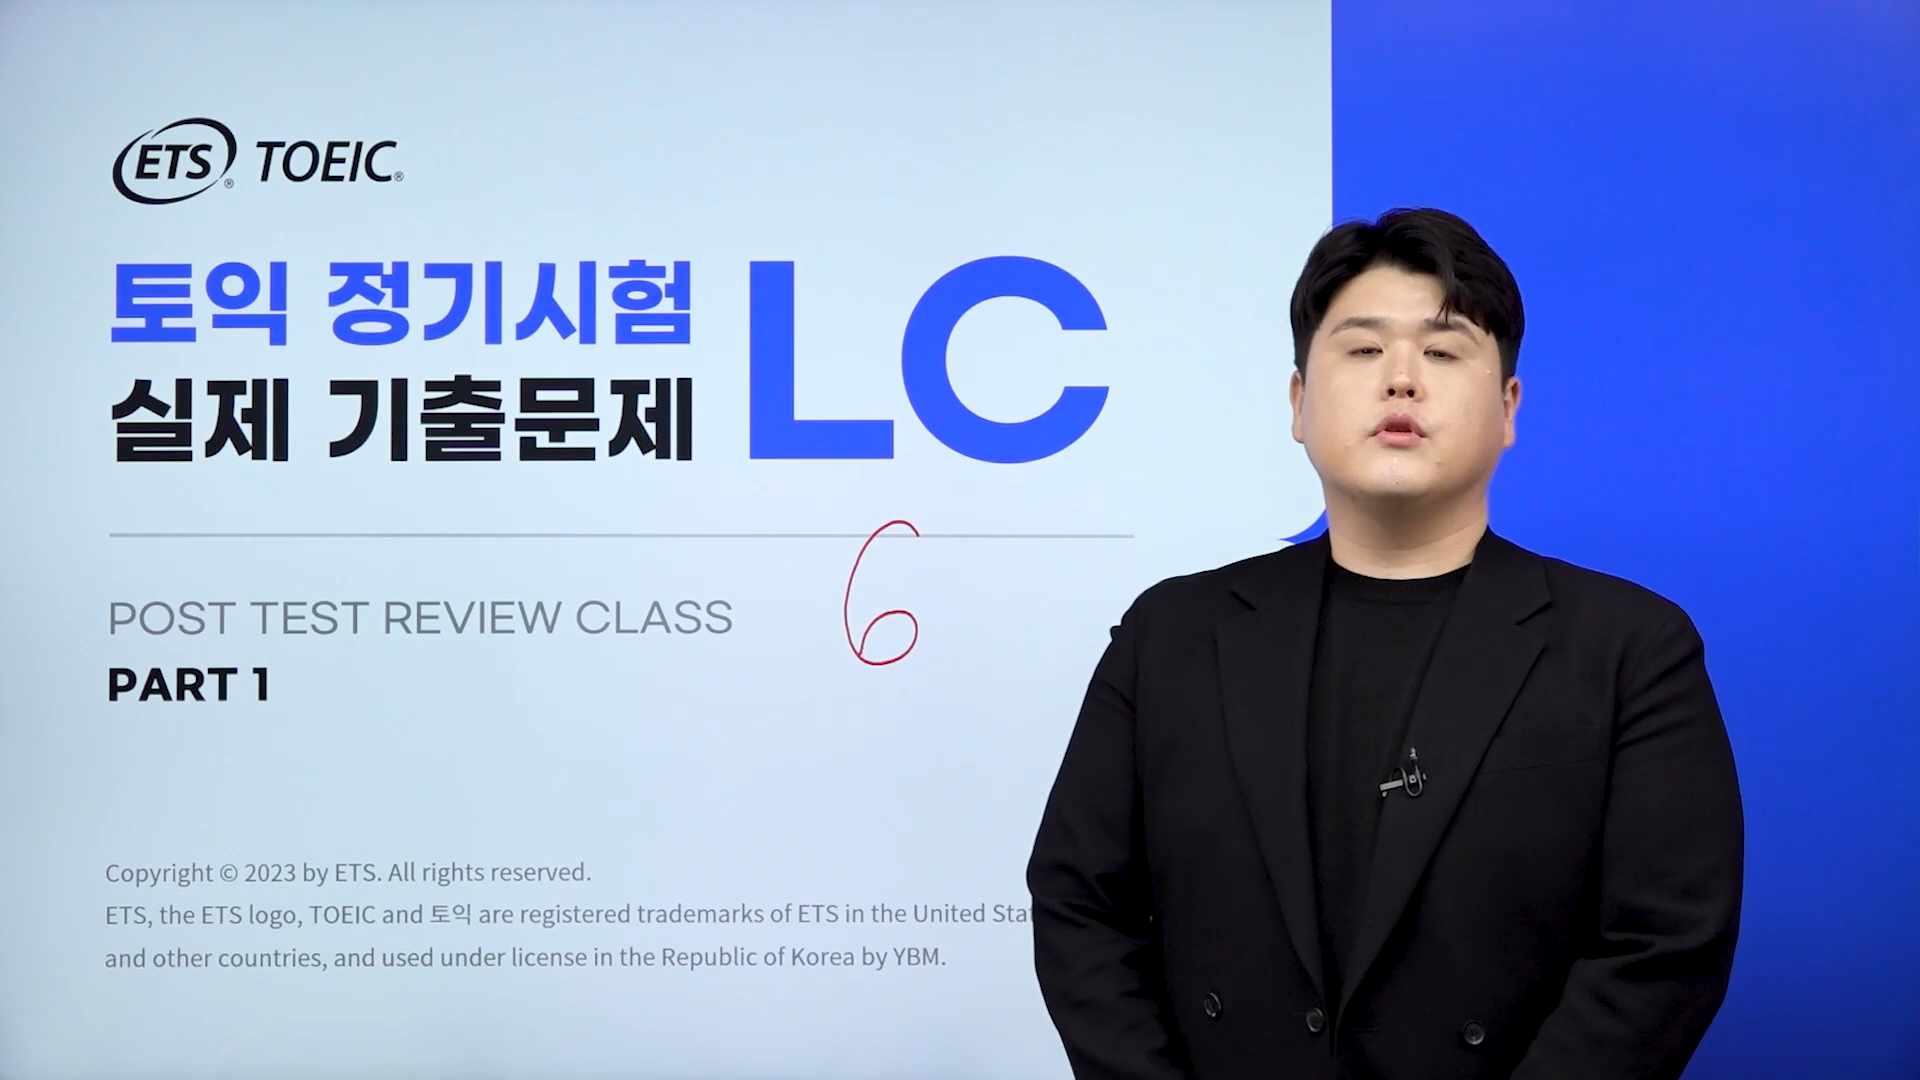 ETS® TOEIC®
토익 정기시험
실제 기출문제
LC
6
POST TEST REVIEW CLASS
PART 1
Copyright © 2023 by ETS. All rights reserved.
ETS, the ETS logo, TOEIC and 토익 are registered trademarks of ETS in the United
and other countries, and used under license in the Republic of Korea by YBM.